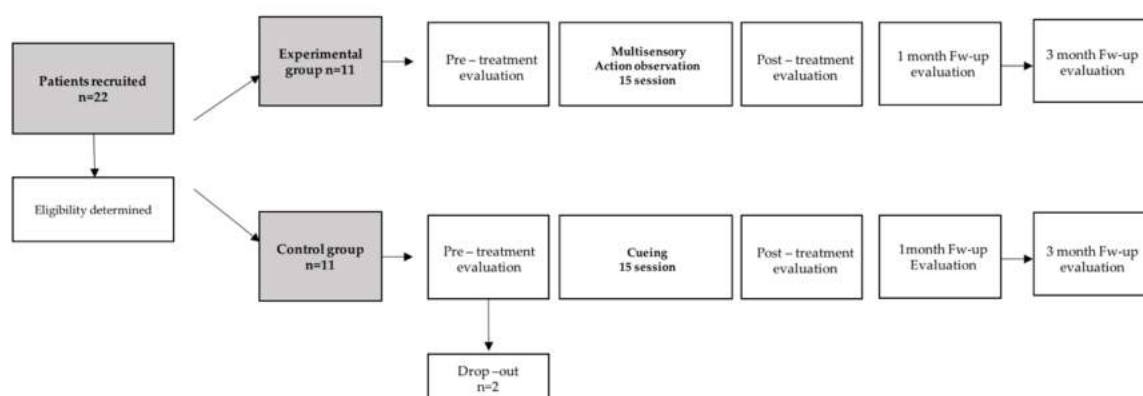 Patients recruited
n=22
Eligibility determined
Experimental
group n=11
Pre – treatment
evaluation
Multisensory
Action observation
15 session
Post – treatment
evaluation
1 month Fw-up
evaluation
3 month Fw-up
evaluation
Control group
n=11
Pre – treatment
evaluation
Cueing
15 session
Post – treatment
evaluation
1month Fw-up
Evaluation
3 month Fw-up
evaluation
Drop –out
n=2